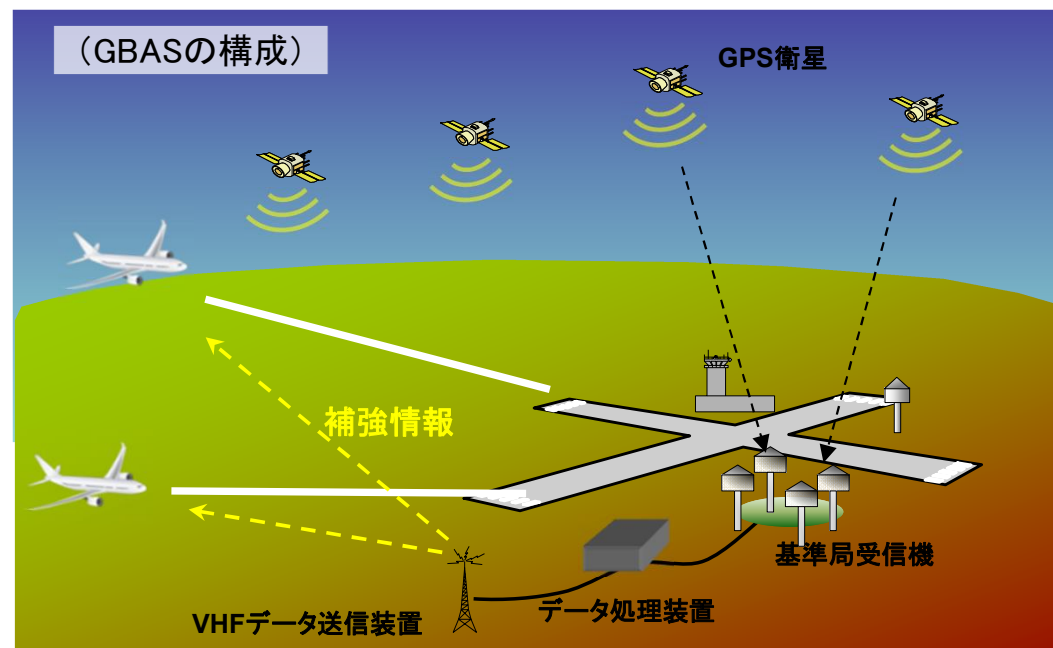 （GBASの構成）
GPS衛星
補強情報
基準局受信機
データ処理装置
VHFデータ送信装置